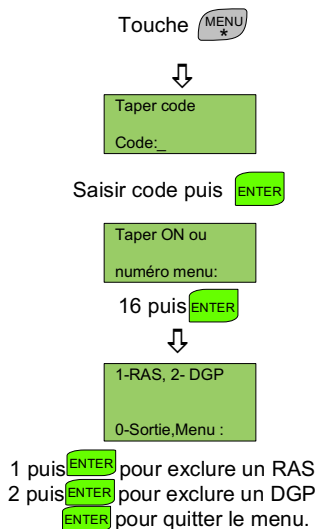 Touche MENU
*
Taper code
Code:_
Saisir code puis ENTER
Taper ON ou
numéro menu:
16 puis ENTER
1-RAS, 2- DGP
0-Sortie,Menu :
1 puis ENTER pour exclure un RAS
2 puis ENTER pour exclure un DGP
ENTER pour quitter le menu.